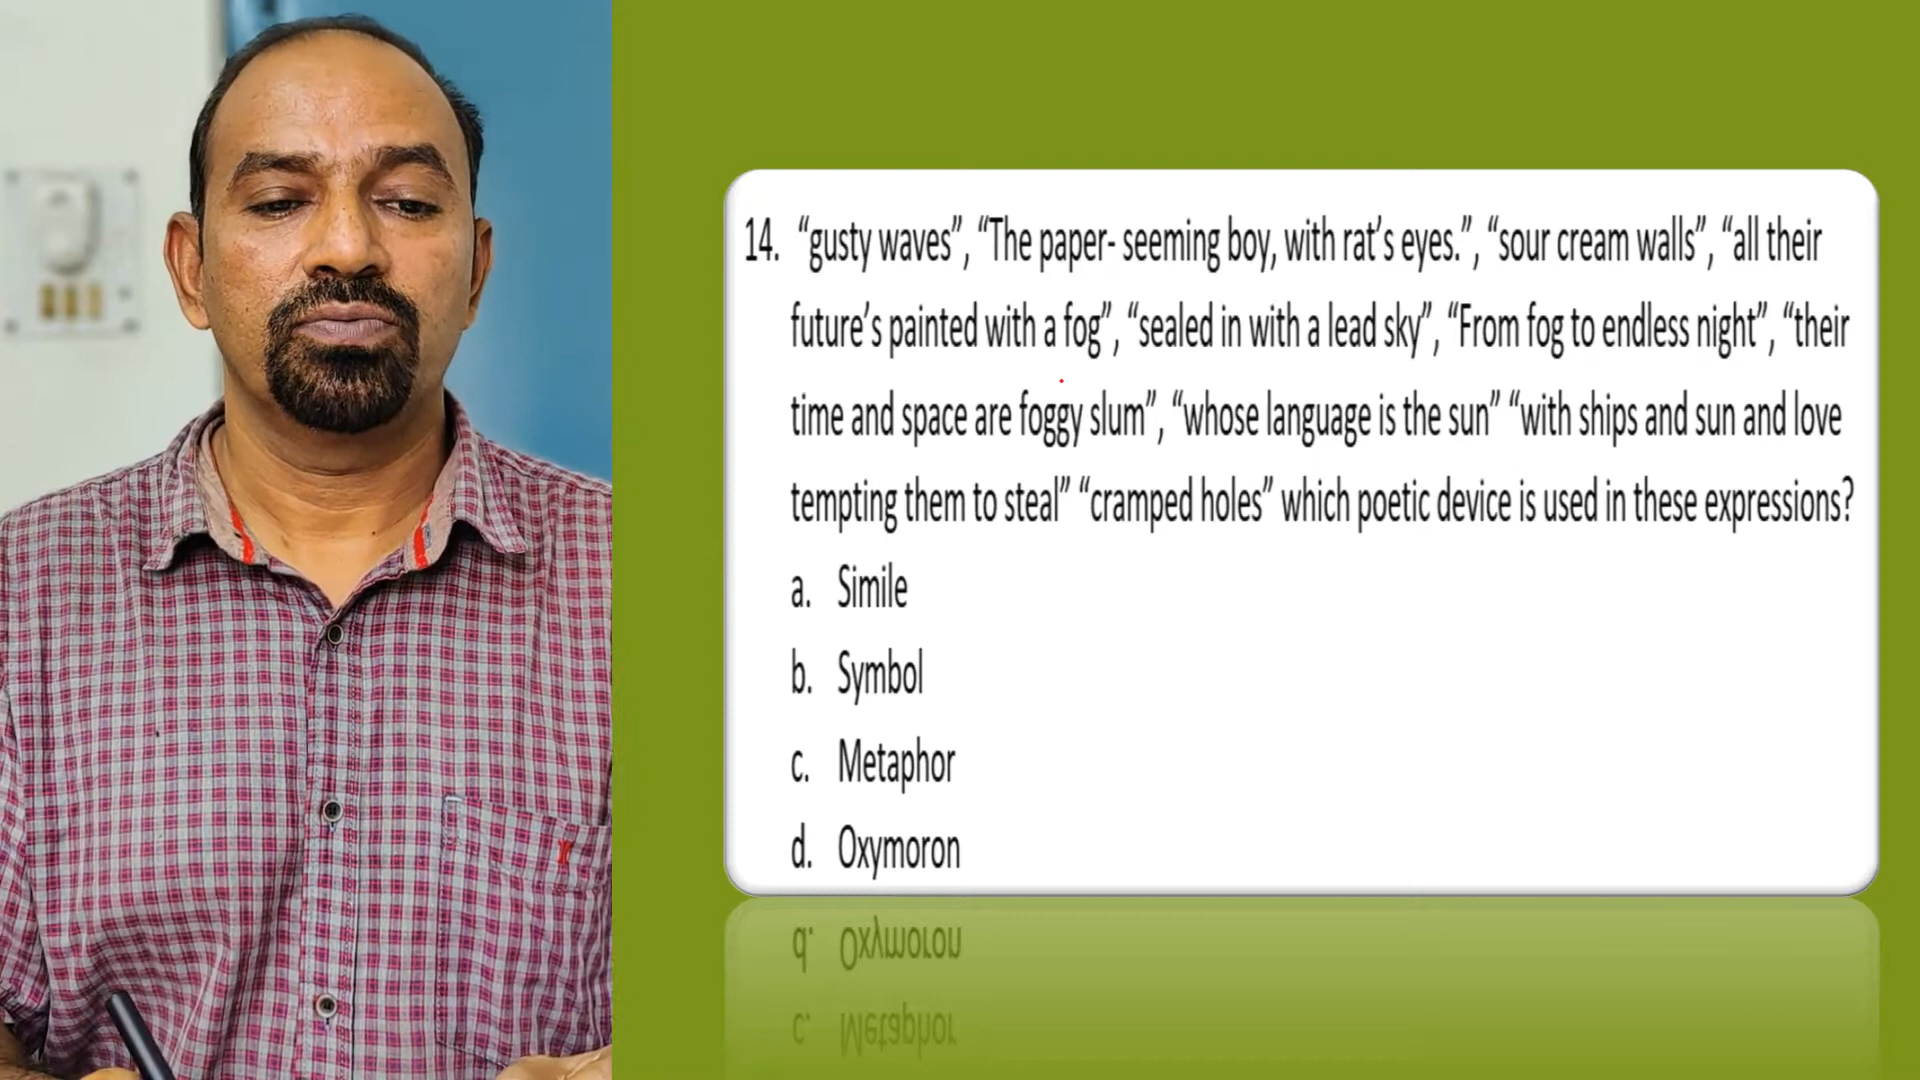 14. “gusty waves”, “The paper- seeming boy, with rat’s eyes.”, “sour cream walls”, “all their
future’s painted with a fog”, “sealed in with a lead sky”, “From fog to endless night”, “their
time and space are foggy slum”, “whose language is the sun” “with ships and sun and love
tempting them to steal” “cramped holes” which poetic device is used in these expressions?
a. Simile
b. Symbol
c. Metaphor
d. Oxymoron